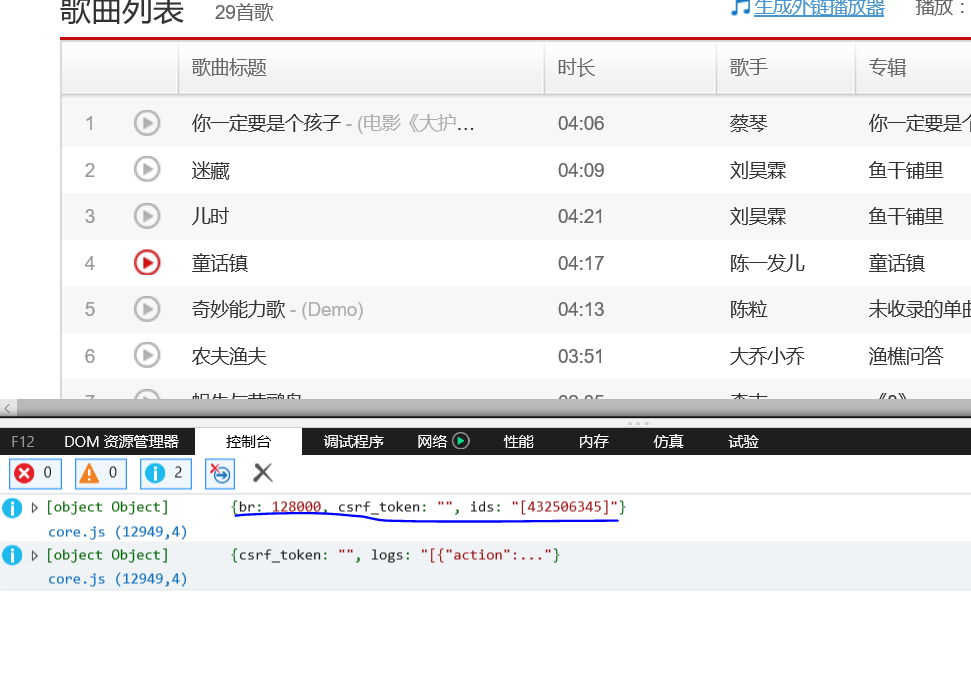 歌曲列表 29首歌 生成外链播放器 播放：
歌曲标题 时长 歌手 专辑
1 你一定要是个孩子 - (电影《大护... 04:06 蔡琴 你一定要是个
2 迷藏 04:09 刘昊霖 鱼干铺里
3 儿时 04:21 刘昊霖 鱼干铺里
4 童话镇 04:17 陈一发儿 童话镇
5 奇妙能力歌 - (Demo) 04:13 陈粒 未收录的单曲
6 农夫渔夫 03:51 大乔小乔 渔樵问答
F12 DOM 资源管理器 控制台 调试程序 网络 性能 内存 仿真 试验
0 0 2
[object Object] {br: 128000, csrf_token: "", ids: "[432506345]"}
core.js (12949,4)
[object Object] {csrf_token: "", logs: "[{"action":..."}
core.js (12949,4)